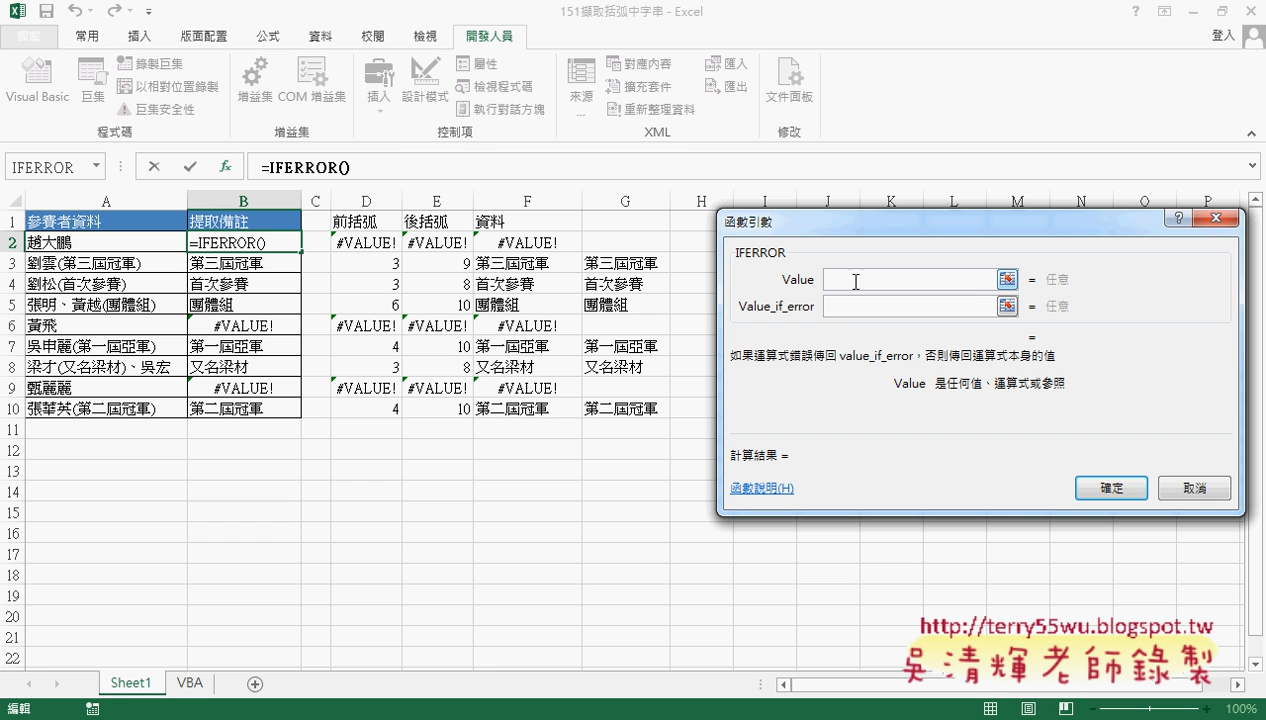 151擷取括弧中字串 - Excel
檔案 常用 插入 版面配置 公式 資料 校閱 檢視 開發人員 登入
Visual Basic 巨集 錄製巨集 以相對位置錄製 巨集安全性 程式碼
增益集 COM 增益集 增益集
插入 設計模式 屬性 檢視程式碼 執行對話方塊 控制項
來源 ... 對應內容 擴充套件 重新整理資料 匯入 匯出 XML
文件面板 修改
IFERROR =IFERROR()
A B C D E F G H I J K L M N O P
1 參賽者資料 提取備註 前括弧 後括弧 資料
2 趙大鵬 =IFERROR() #VALUE! #VALUE! #VALUE!
3 劉雲(第三屆冠軍) 第三屆冠軍 3 9 第三屆冠軍 第三屆冠軍
4 劉松(首次參賽) 首次參賽 3 8 首次參賽 首次參賽
5 張明、黃越(團體組) 團體組 6 10 團體組 團體組
6 黃飛 #VALUE! #VALUE! #VALUE! #VALUE!
7 吳申麗(第一屆亞軍) 第一屆亞軍 4 10 第一屆亞軍 第一屆亞軍
8 梁才(又名梁材)、吳宏 又名梁材 3 8 又名梁材 又名梁材
9 甄麗麗 #VALUE! #VALUE! #VALUE! #VALUE!
10 張華英(第二屆冠軍) 第二屆冠軍 4 10 第二屆冠軍 第二屆冠軍
11
12
13
14
15
16
17
18
19
20
21
22
函數引數
IFERROR
Value = 任意
Value_if_error = 任意
=
如果運算式錯誤傳回 value_if_error，否則傳回運算式本身的值
Value 是任何值、運算式或參照
計算結果 =
函數說明(H) 確定 取消
http://terry55wu.blogspot.tw
吳清輝老師錄製
Sheet1 VBA
編輯 100%